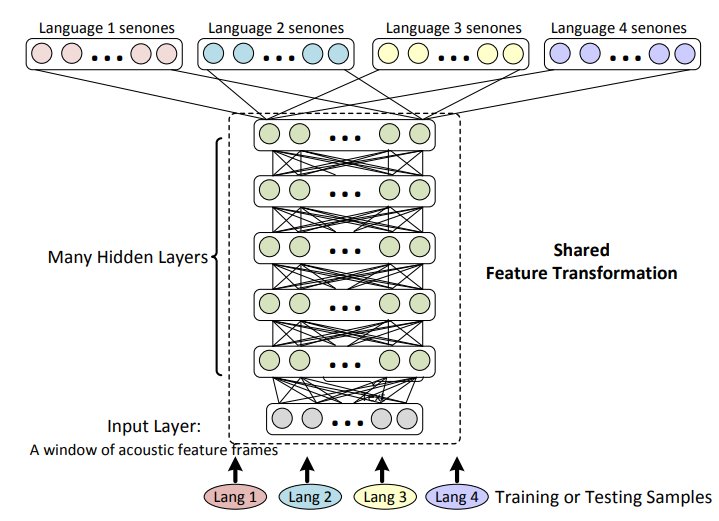 Language 1 senones
Language 2 senones
Language 3 senones
Language 4 senones
Many Hidden Layers
Shared
Feature Transformation
Text
Input Layer:
A window of acoustic feature frames
Lang 1
Lang 2
Lang 3
Lang 4
Training or Testing Samples